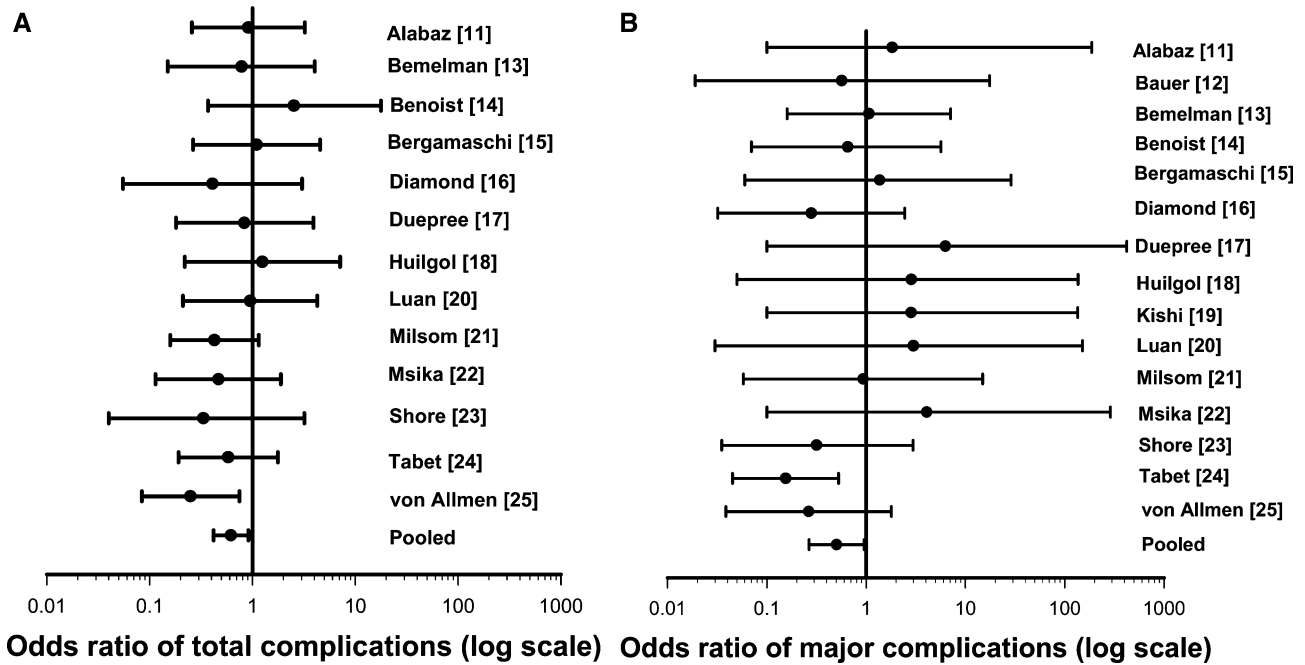 A
Alabaz [11]
Bemelman [13]
Benoist [14]
Bergamaschi [15]
Diamond [16]
Duepree [17]
Huilgol [18]
Luan [20]
Milsom [21]
Msika [22]
Shore [23]
Tabet [24]
von Allmen [25]
Pooled
0.01 0.1 1 10 100 1000
Odds ratio of total complications (log scale)
B
Alabaz [11]
Bauer [12]
Bemelman [13]
Benoist [14]
Bergamaschi [15]
Diamond [16]
Duepree [17]
Huilgol [18]
Kishi [19]
Luan [20]
Milsom [21]
Msika [22]
Shore [23]
Tabet [24]
von Allmen [25]
Pooled
0.01 0.1 1 10 100 1000
Odds ratio of major complications (log scale)